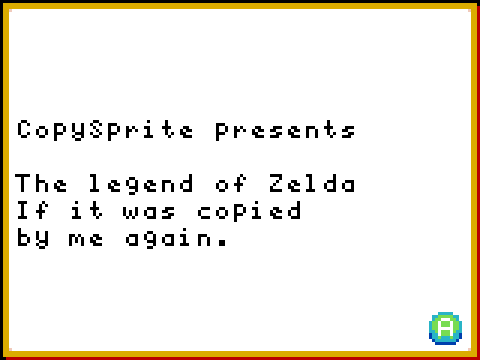 CopySprite presents
The legend of Zelda
If it was copied
by me again.
A